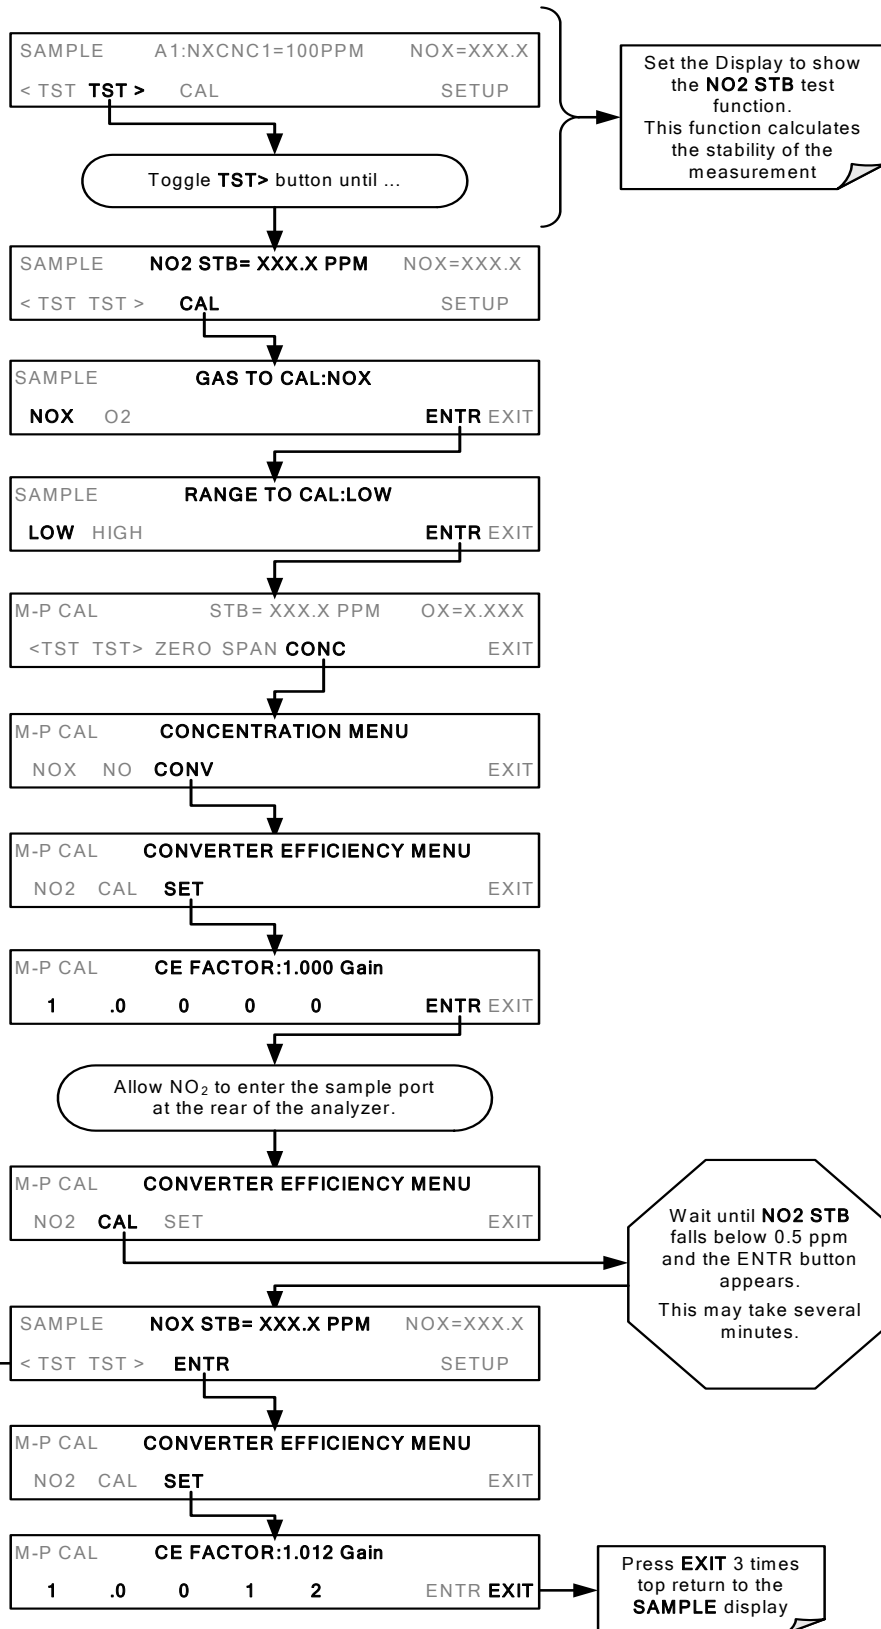 SAMPLE A1:NXCNC1=100PPM NOX=XXX.X
< TST TST > CAL SETUP
Set the Display to show
the NO2 STB test
function.
This function calculates
the stability of the
measurement
Toggle TST> button until ...
SAMPLE NO2 STB= XXX.X PPM NOX=XXX.X
< TST TST > CAL SETUP
SAMPLE GAS TO CAL:NOX
NOX O2 ENTR EXIT
SAMPLE RANGE TO CAL:LOW
LOW HIGH ENTR EXIT
M-P CAL STB= XXX.X PPM OX=X.XXX
<TST TST> ZERO SPAN CONC EXIT
M-P CAL CONCENTRATION MENU
NOX NO CONV EXIT
M-P CAL CONVERTER EFFICIENCY MENU
NO2 CAL SET EXIT
M-P CAL CE FACTOR:1.000 Gain
1 .0 0 0 0 ENTR EXIT
Allow NO₂ to enter the sample port
at the rear of the analyzer.
M-P CAL CONVERTER EFFICIENCY MENU
NO2 CAL SET EXIT
Wait until NO2 STB
falls below 0.5 ppm
and the ENTR button
appears.
This may take several
minutes.
SAMPLE NOX STB= XXX.X PPM NOX=XXX.X
< TST TST > ENTR SETUP
M-P CAL CONVERTER EFFICIENCY MENU
NO2 CAL SET EXIT
M-P CAL CE FACTOR:1.012 Gain
1 .0 0 1 2 ENTR EXIT
Press EXIT 3 times
top return to the
SAMPLE display